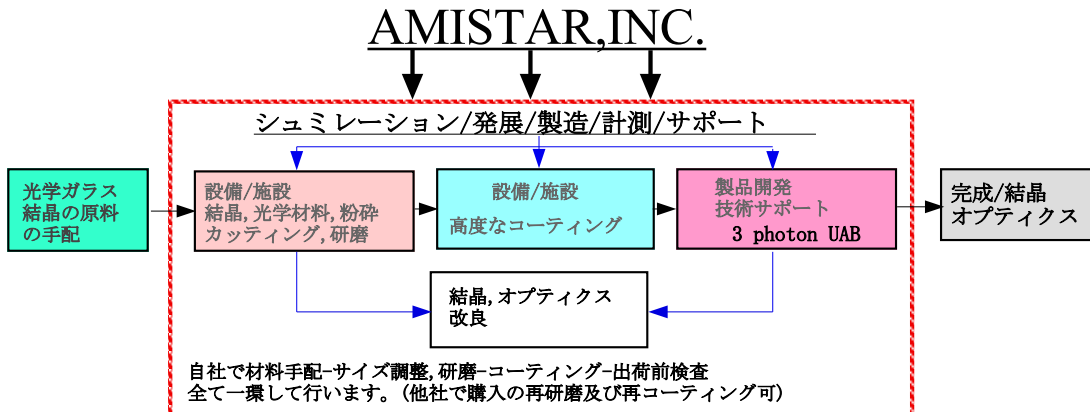 AMISTAR,INC.
シュミレーション/発展/製造/計測/サポート
光学ガラス
結晶の原料
の手配
設備/施設
結晶,光学材料,粉砕
カッティング,研磨
設備/施設
高度なコーティング
製品開発
技術サポート
3 photon UAB
完成/結晶
オプティクス
結晶,オプティクス
改良
自社で材料手配-サイズ調整,研磨-コーティング-出荷前検査
全て一環して行います。(他社で購入の再研磨及び再コーティング可)